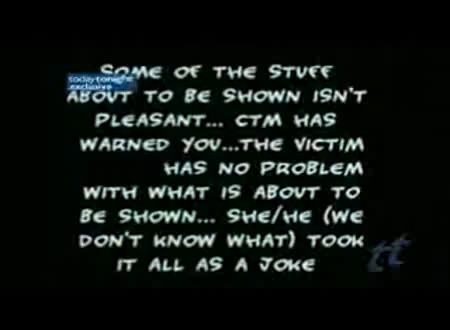 SOME OF THE STUFF
today tonight
exclusive
ABOUT TO BE SHOWN ISN'T
PLEASANT... CTM HAS
WARNED YOU...THE VICTIM
HAS NO PROBLEM
WITH WHAT IS ABOUT TO
BE SHOWN... SHE/HE (WE
DON'T KNOW WHAT) TOOK
IT ALL AS A JOKE
tt